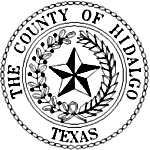 THE COUNTY OF HIDALGO
TEXAS